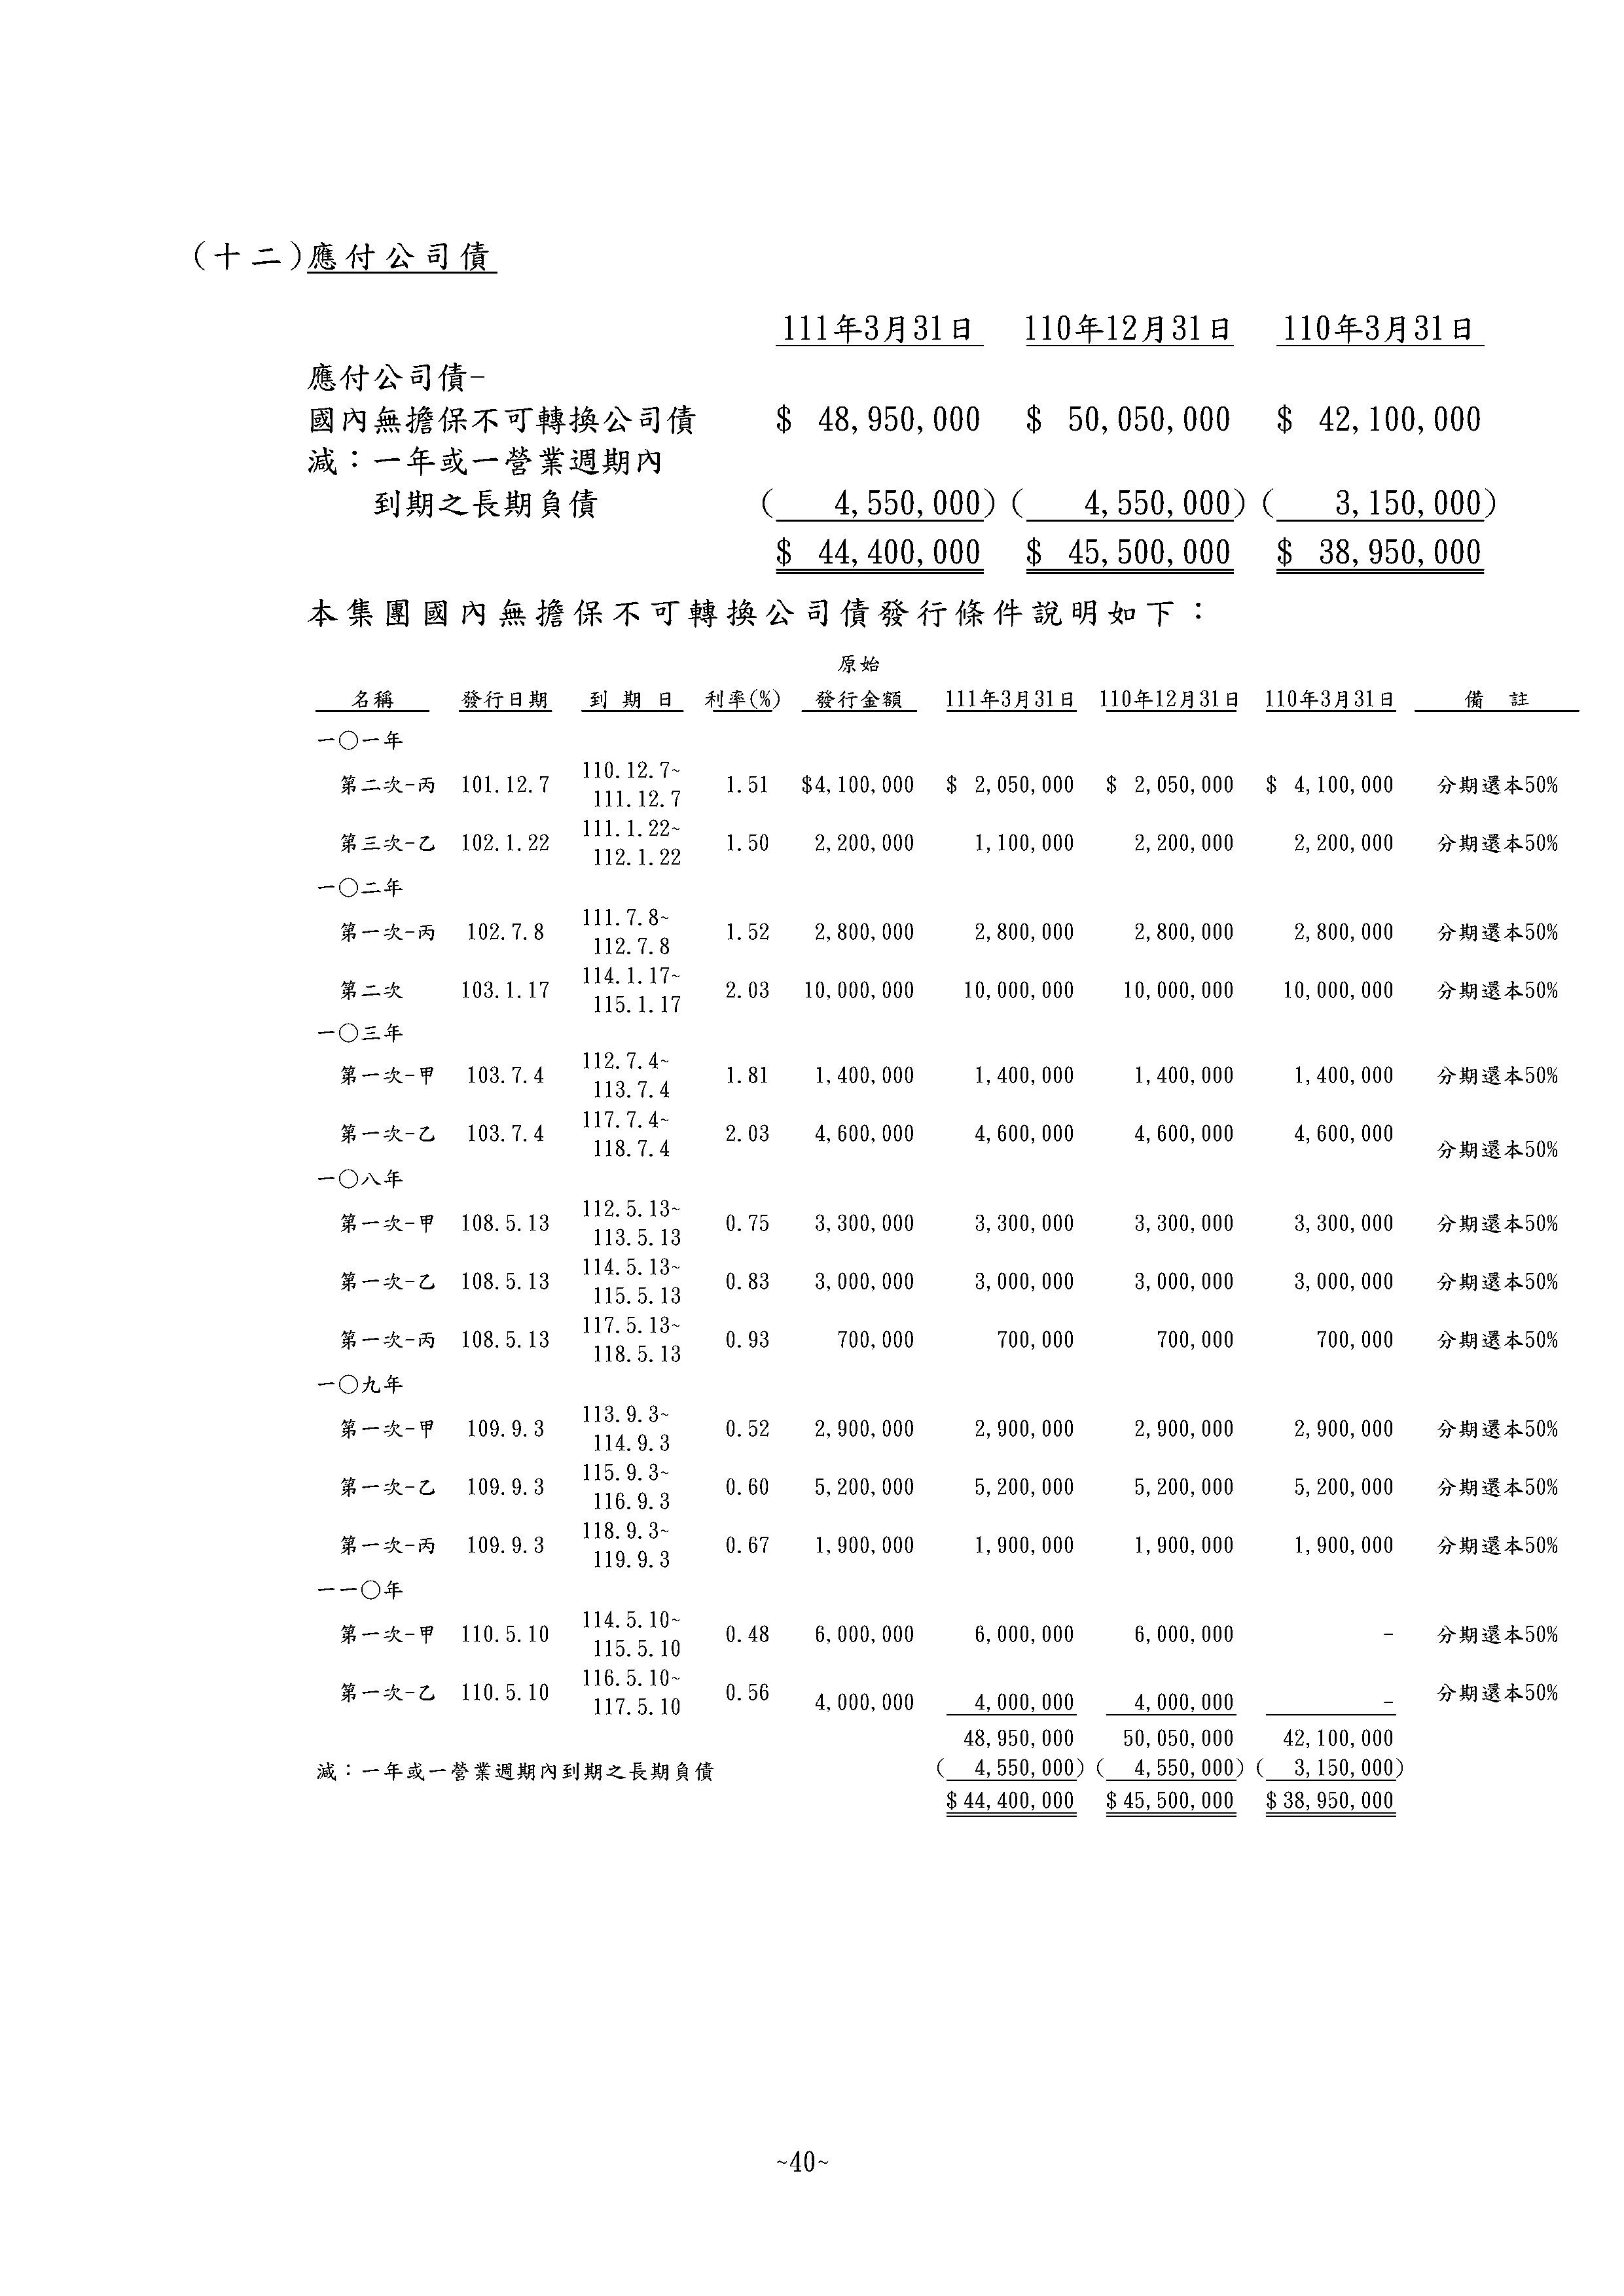 (十二)應付公司債
111年3月31日 110年12月31日 110年3月31日
應付公司債-
國內無擔保不可轉換公司債 $ 48,950,000 $ 50,050,000 $ 42,100,000
減：一年或一營業週期內
到期之長期負債 ( 4,550,000) ( 4,550,000) ( 3,150,000)
$ 44,400,000 $ 45,500,000 $ 38,950,000
本集團國內無擔保不可轉換公司債發行條件說明如下：
原始
名稱 發行日期 到期日 利率(%) 發行金額 111年3月31日 110年12月31日 110年3月31日 備 註
一○一年
第二次-丙 101.12.7 110.12.7~ 1.51 $4,100,000 $ 2,050,000 $ 2,050,000 $ 4,100,000 分期還本50%
111.12.7
第三次-乙 102.1.22 111.1.22~ 1.50 2,200,000 1,100,000 2,200,000 2,200,000 分期還本50%
112.1.22
一○二年
第一次-丙 102.7.8 111.7.8~ 1.52 2,800,000 2,800,000 2,800,000 2,800,000 分期還本50%
112.7.8
第二次 103.1.17 114.1.17~ 2.03 10,000,000 10,000,000 10,000,000 10,000,000 分期還本50%
115.1.17
一○三年
第一次-甲 103.7.4 112.7.4~ 1.81 1,400,000 1,400,000 1,400,000 1,400,000 分期還本50%
113.7.4
第一次-乙 103.7.4 117.7.4~ 2.03 4,600,000 4,600,000 4,600,000 4,600,000 分期還本50%
118.7.4
一○八年
第一次-甲 108.5.13 112.5.13~ 0.75 3,300,000 3,300,000 3,300,000 3,300,000 分期還本50%
113.5.13
第一次-乙 108.5.13 114.5.13~ 0.83 3,000,000 3,000,000 3,000,000 3,000,000 分期還本50%
115.5.13
第一次-丙 108.5.13 117.5.13~ 0.93 700,000 700,000 700,000 700,000 分期還本50%
118.5.13
一○九年
第一次-甲 109.9.3 113.9.3~ 0.52 2,900,000 2,900,000 2,900,000 2,900,000 分期還本50%
114.9.3
第一次-乙 109.9.3 115.9.3~ 0.60 5,200,000 5,200,000 5,200,000 5,200,000 分期還本50%
116.9.3
第一次-丙 109.9.3 118.9.3~ 0.67 1,900,000 1,900,000 1,900,000 1,900,000 分期還本50%
119.9.3
一一○年
第一次-甲 110.5.10 114.5.10~ 0.48 6,000,000 6,000,000 6,000,000 - 分期還本50%
115.5.10
第一次-乙 110.5.10 116.5.10~ 0.56 4,000,000 4,000,000 4,000,000 - 分期還本50%
117.5.10
48,950,000 50,050,000 42,100,000
減：一年或一營業週期內到期之長期負債 ( 4,550,000) ( 4,550,000) ( 3,150,000)
$ 44,400,000 $ 45,500,000 $ 38,950,000
~40~